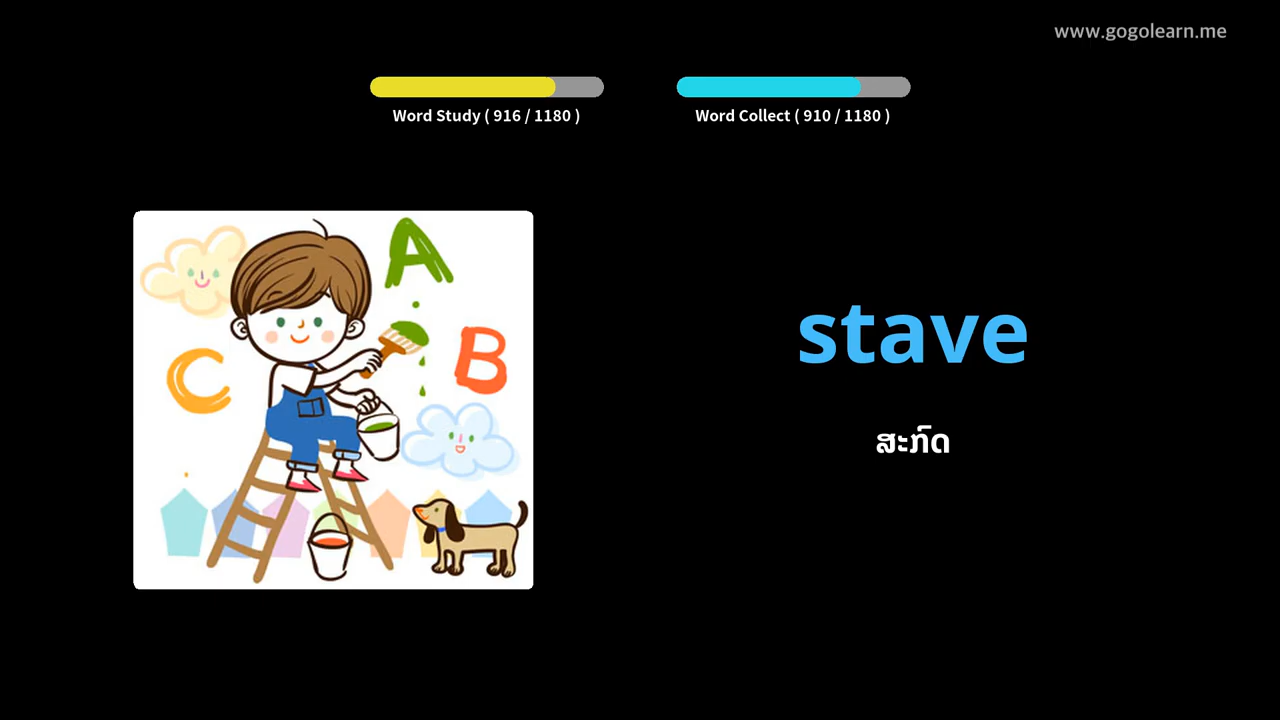 www.gogolearn.me
Word Study ( 916 / 1180 )
Word Collect ( 910 / 1180 )
A
B
C
stave
ສະກົດ